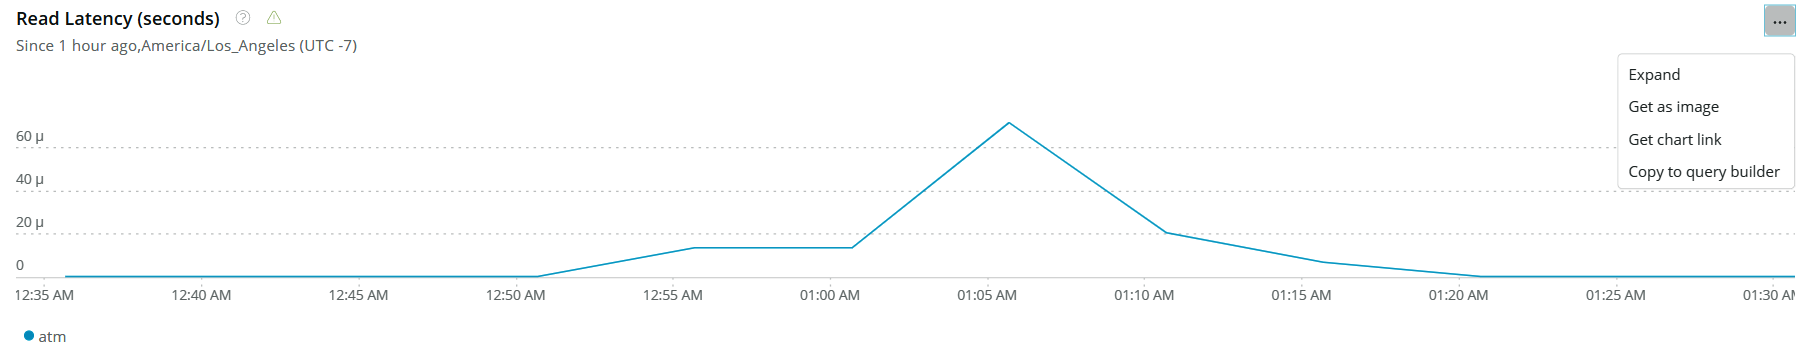 Read Latency (seconds) ?
...
Since 1 hour ago,America/Los_Angeles (UTC -7)
Expand
Get as image
Get chart link
Copy to query builder
60 µ
40 µ
20 µ
0
12:35 AM 12:40 AM 12:45 AM 12:50 AM 12:55 AM 01:00 AM 01:05 AM 01:10 AM 01:15 AM 01:20 AM 01:25 AM 01:30 AM
atm